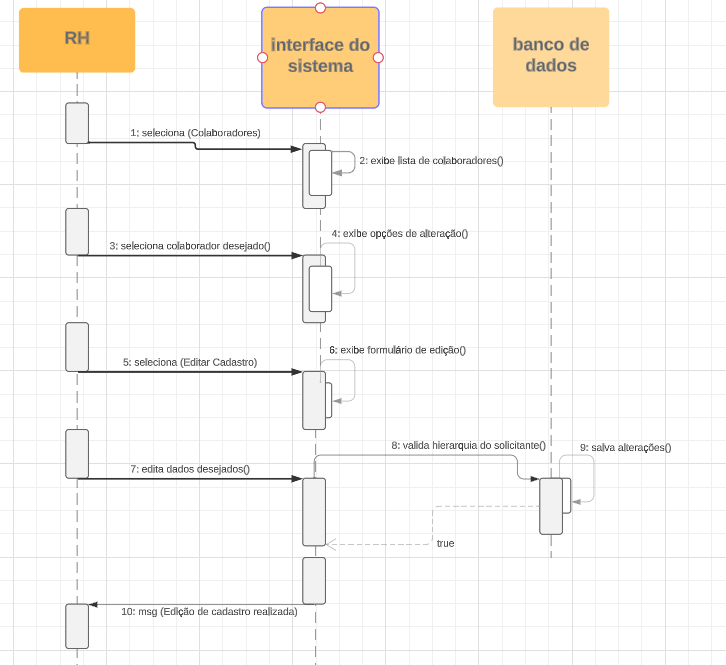 RH
interface do
sistema
banco de
dados
1: seleciona (Colaboradores)
2: exibe lista de colaboradores()
4: exibe opções de alteração()
3: seleciona colaborador desejado()
6: exibe formulário de edição()
5: seleciona (Editar Cadastro)
8: valida hierarquia do solicitante()
9: salva alterações()
7: edita dados desejados()
true
10: msg (Edição de cadastro realizada)